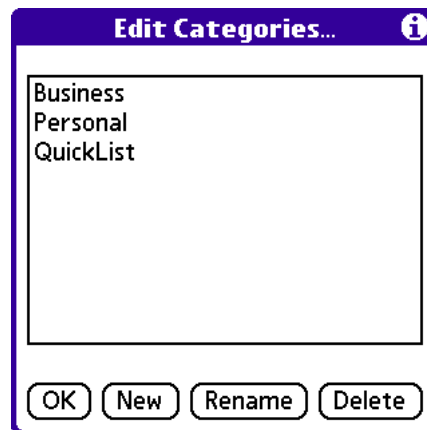 Edit Categories...
Business
Personal
QuickList
OK New Rename Delete